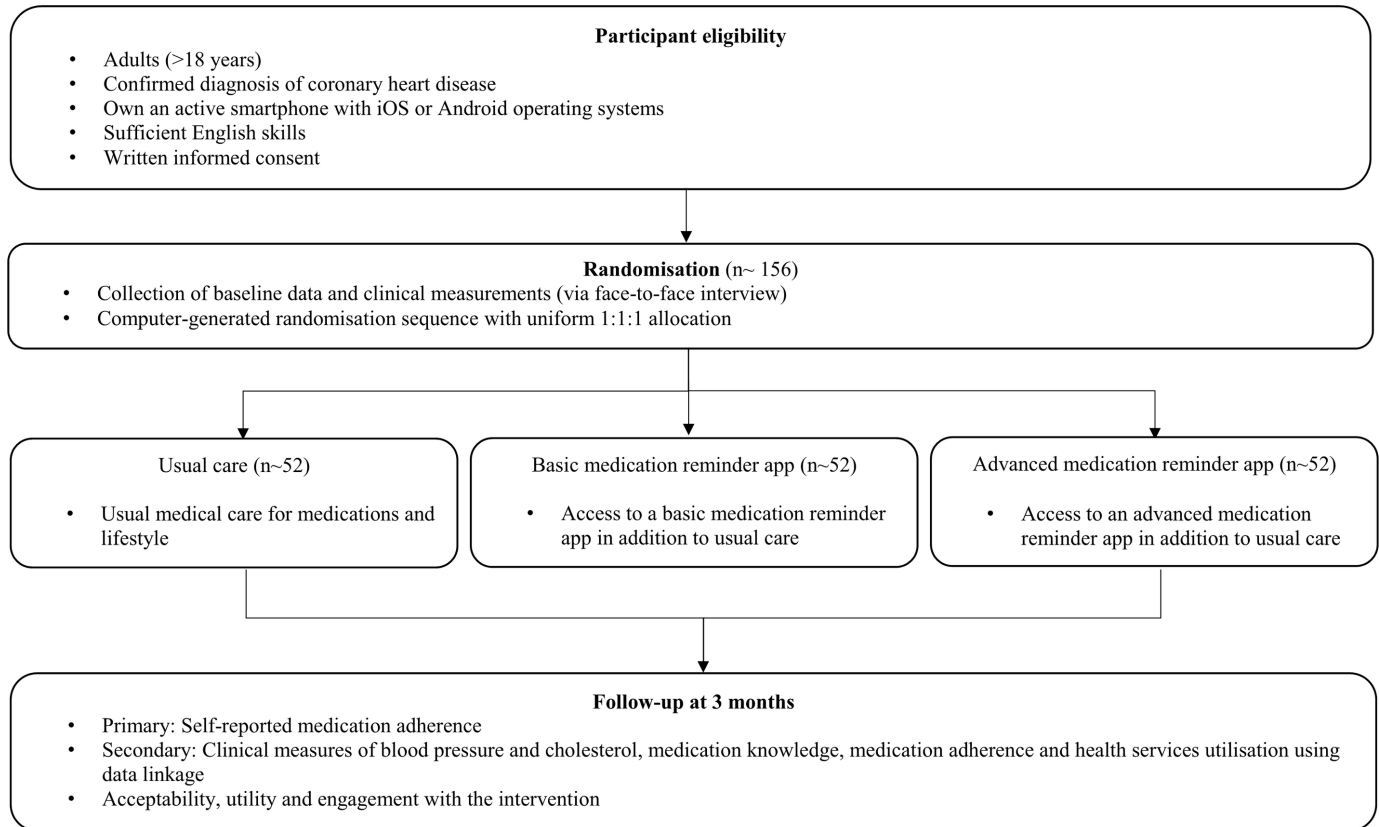 Participant eligibility
• Adults (>18 years)
• Confirmed diagnosis of coronary heart disease
• Own an active smartphone with iOS or Android operating systems
• Sufficient English skills
• Written informed consent
Randomisation (n~ 156)
• Collection of baseline data and clinical measurements (via face-to-face interview)
• Computer-generated randomisation sequence with uniform 1:1:1 allocation
Usual care (n~52)
• Usual medical care for medications and
lifestyle
Basic medication reminder app (n~52)
• Access to a basic medication reminder
app in addition to usual care
Advanced medication reminder app (n~52)
• Access to an advanced medication
reminder app in addition to usual care
Follow-up at 3 months
• Primary: Self-reported medication adherence
• Secondary: Clinical measures of blood pressure and cholesterol, medication knowledge, medication adherence and health services utilisation using
data linkage
• Acceptability, utility and engagement with the intervention